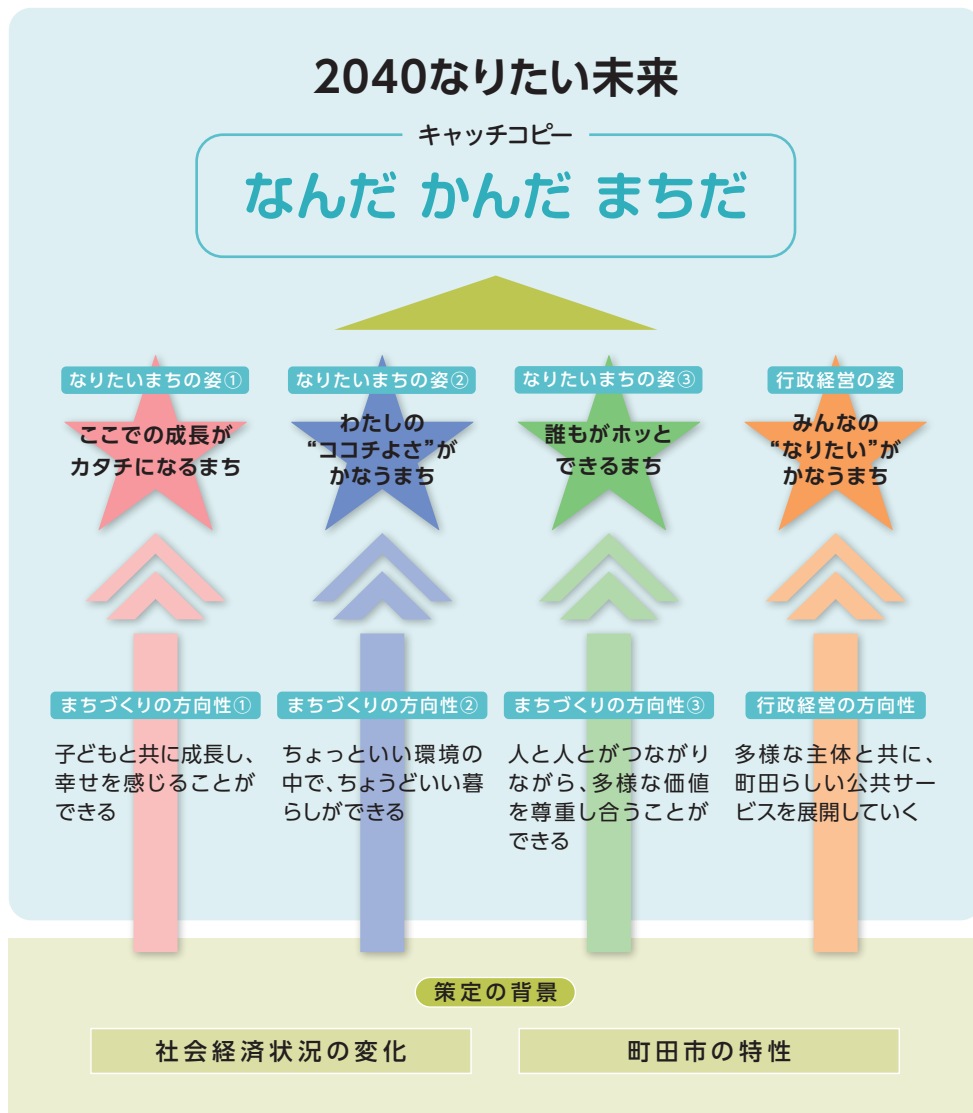 2040なりたい未来
キャッチコピー
なんだ かんだ まちだ
なりたいまちの姿①
ここでの成長が
カタチになるまち
なりたいまちの姿②
わたしの
“ココチよさ”が
かなうまち
なりたいまちの姿③
誰もがホッと
できるまち
行政経営の姿
みんなの
“なりたい”が
かなうまち
まちづくりの方向性①
子どもと共に成長し、
幸せを感じることが
できる
まちづくりの方向性②
ちょっといい環境の
中で、ちょうどいい暮
らしができる
まちづくりの方向性③
人と人とがつながり
ながら、多様な価値
を尊重し合うことが
できる
行政経営の方向性
多様な主体と共に、
町田らしい公共サー
ビスを展開していく
策定の背景
社会経済状況の変化
町田市の特性